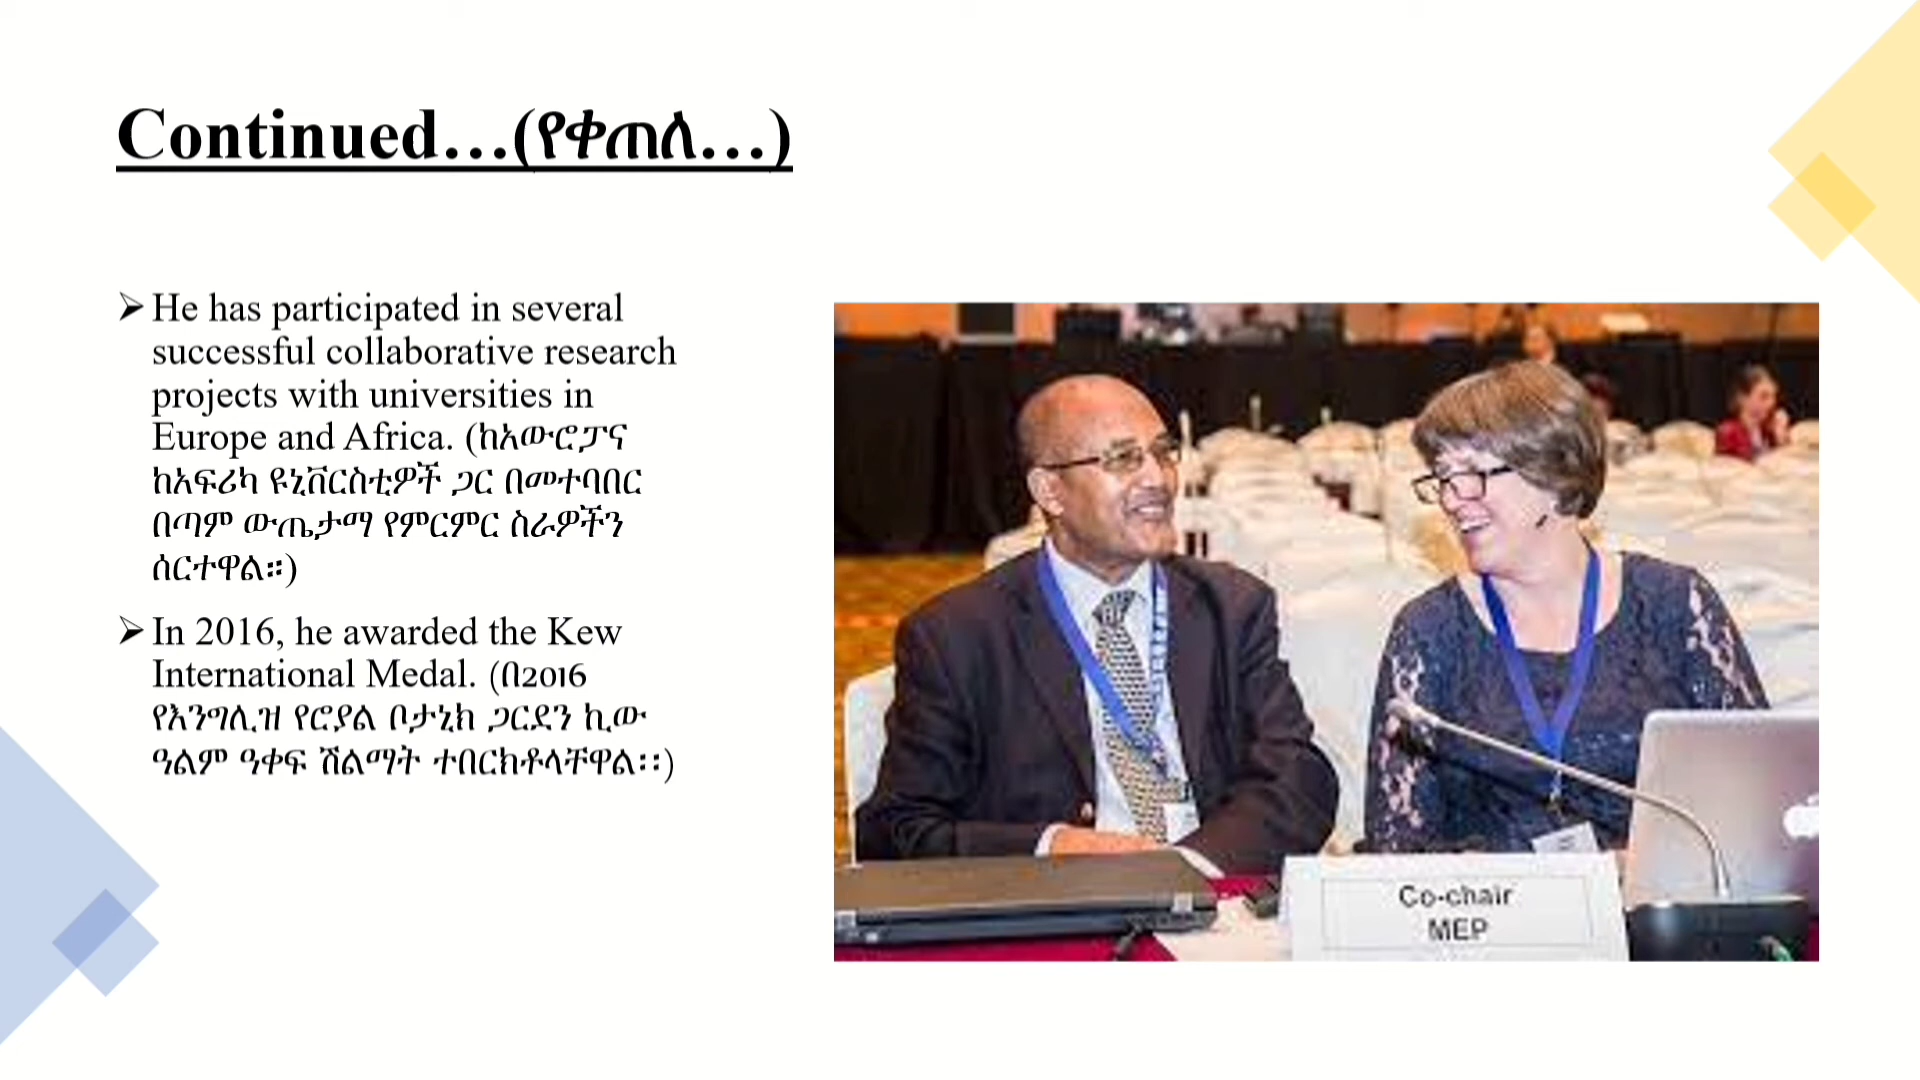 Continued…(የቀጠለ…)
He has participated in several
successful collaborative research
projects with universities in
Europe and Africa. (ከአውሮፓና
ከአፍሪካ ዩኒቨርስቲዎች ጋር በመተባበር
በጣም ውጤታማ የምርምር ስራዎችን
ሰርተዋል።)
In 2016, he awarded the Kew
International Medal. (በ2016
የእንግሊዝ የሮያል ቦታኒክ ጋርደን ኪው
ዓልም ዓቀፍ ሽልማት ተበርክቶላቸዋል፡፡)
Co-chair
MEP